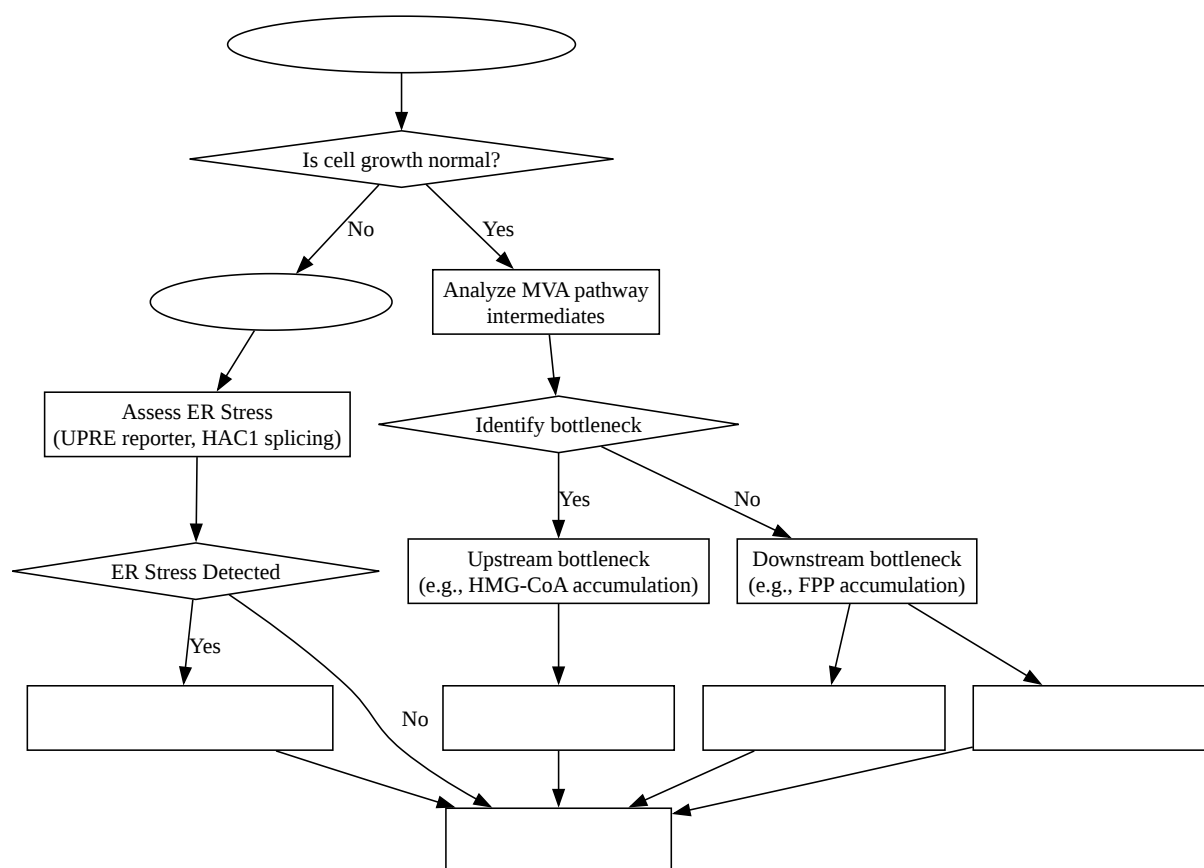 Is cell growth normal?
No
Yes
Analyze MVA pathway
intermediates
Assess ER Stress
(UPRE reporter, HAC1 splicing)
Identify bottleneck
Yes
No
Upstream bottleneck
(e.g., HMG-CoA accumulation)
Downstream bottleneck
(e.g., FPP accumulation)
ER Stress Detected
Yes
No